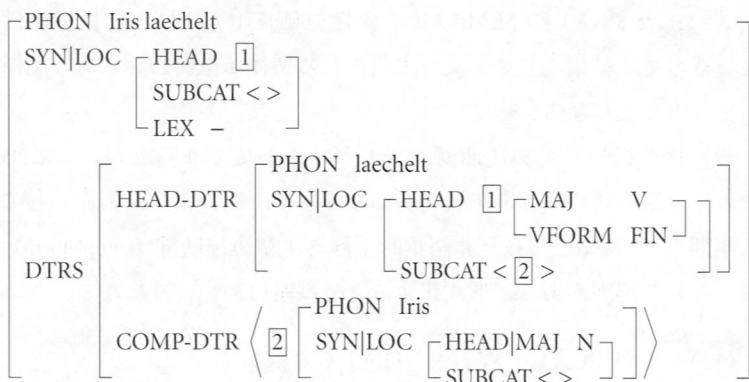 PHON Iris laechelt
SYN|LOC HEAD 1
SUBCAT < >
LEX –
PHON laechelt
HEAD-DTR SYN|LOC HEAD 1 MAJ V
VFORM FIN
DTRS SUBCAT < 2 >
PHON Iris
COMP-DTR 〈 2 SYN|LOC HEAD|MAJ N 〉
SUBCAT < >